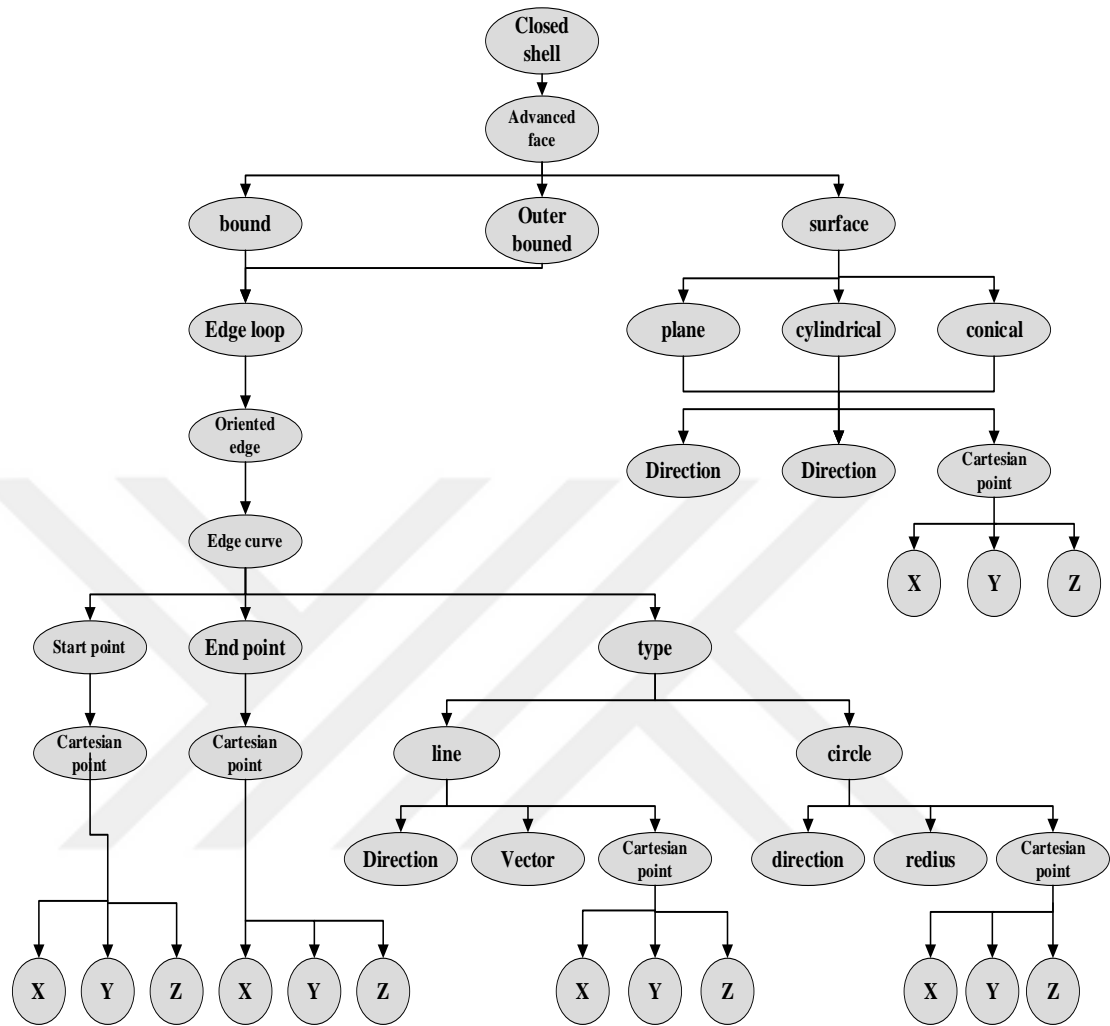 Closed
shell
Advanced
face
bound
Outer
bouned
surface
Edge loop
plane
cylindrical
conical
Oriented
edge
Direction
Direction
Cartesian
point
Edge curve
X
Y
Z
Start point
End point
type
Cartesian
point
Cartesian
point
line
circle
Direction
Vector
Cartesian
point
direction
redius
Cartesian
point
X
Y
Z
X
Y
Z
X
Y
Z
X
Y
Z